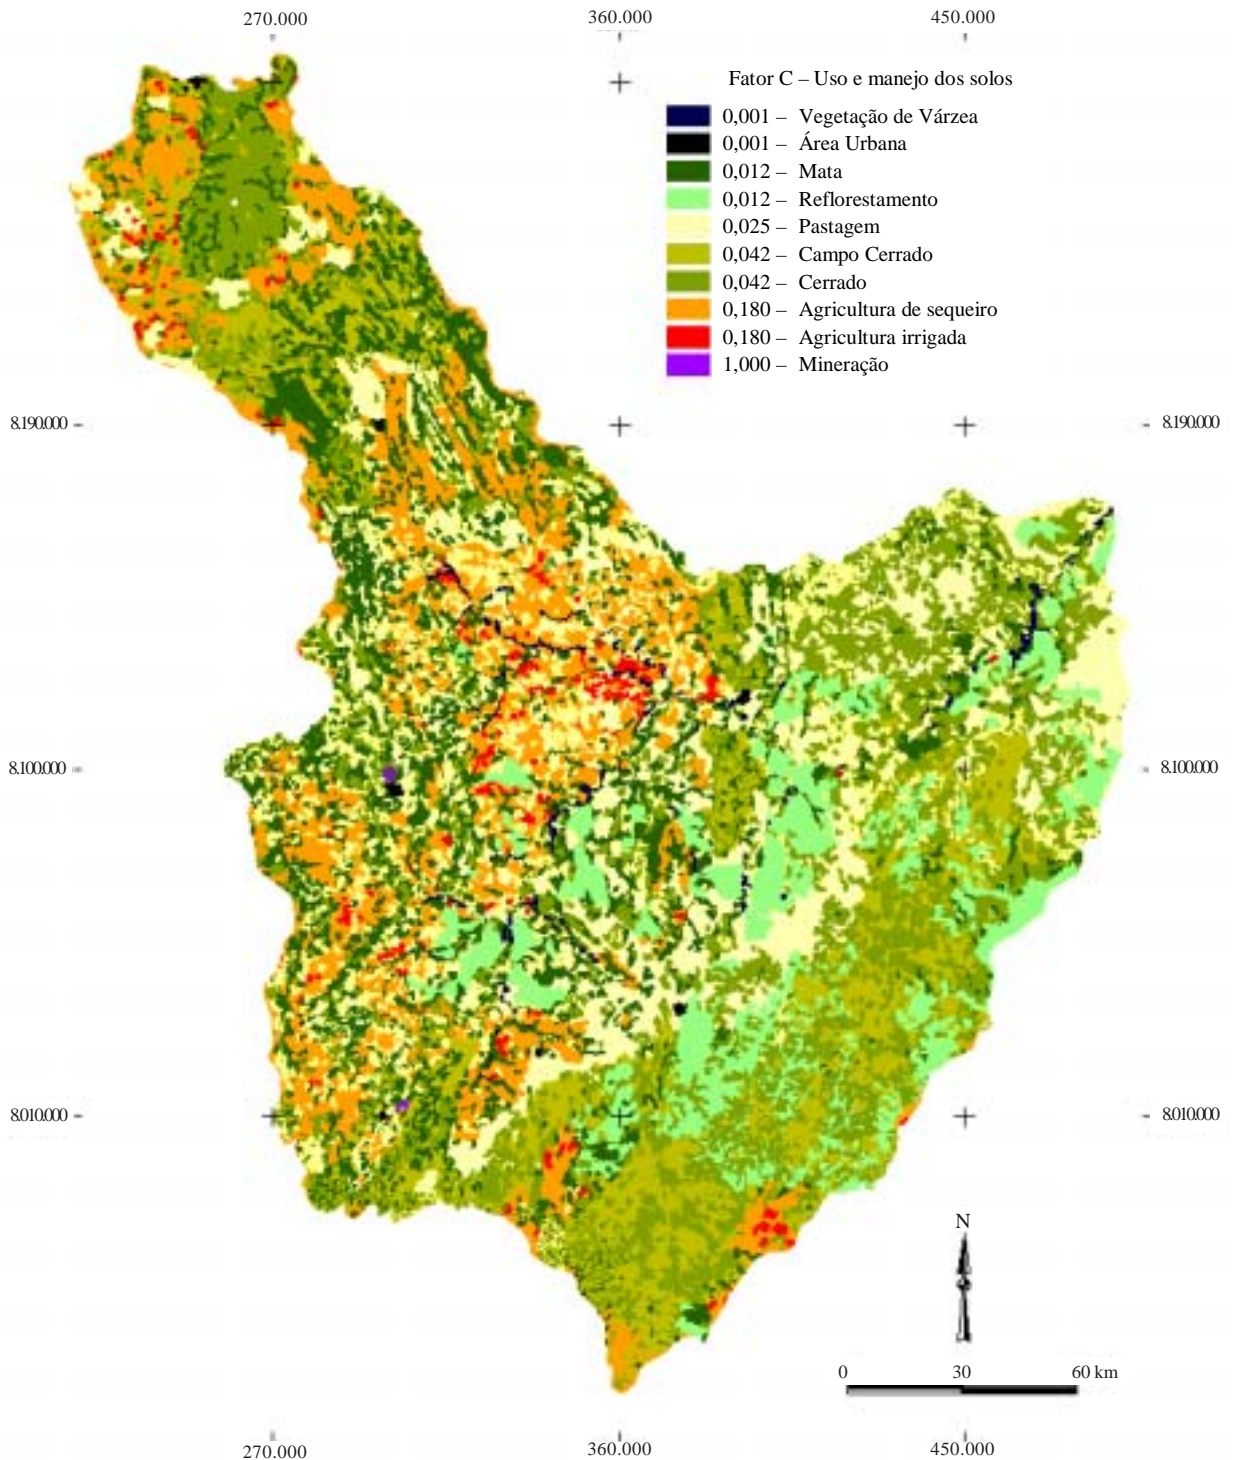 270.000 360.000 450.000
Fator C – Uso e manejo dos solos
0,001 – Vegetação de Várzea
0,001 – Área Urbana
0,012 – Mata
0,012 – Reflorestamento
0,025 – Pastagem
0,042 – Campo Cerrado
0,042 – Cerrado
0,180 – Agricultura de sequeiro
0,180 – Agricultura irrigada
1,000 – Mineração
8.190.000 8.190.000
8.100.000 8.100.000
8.010.000 8.010.000
N
0 30 60 km
270.000 360.000 450.000